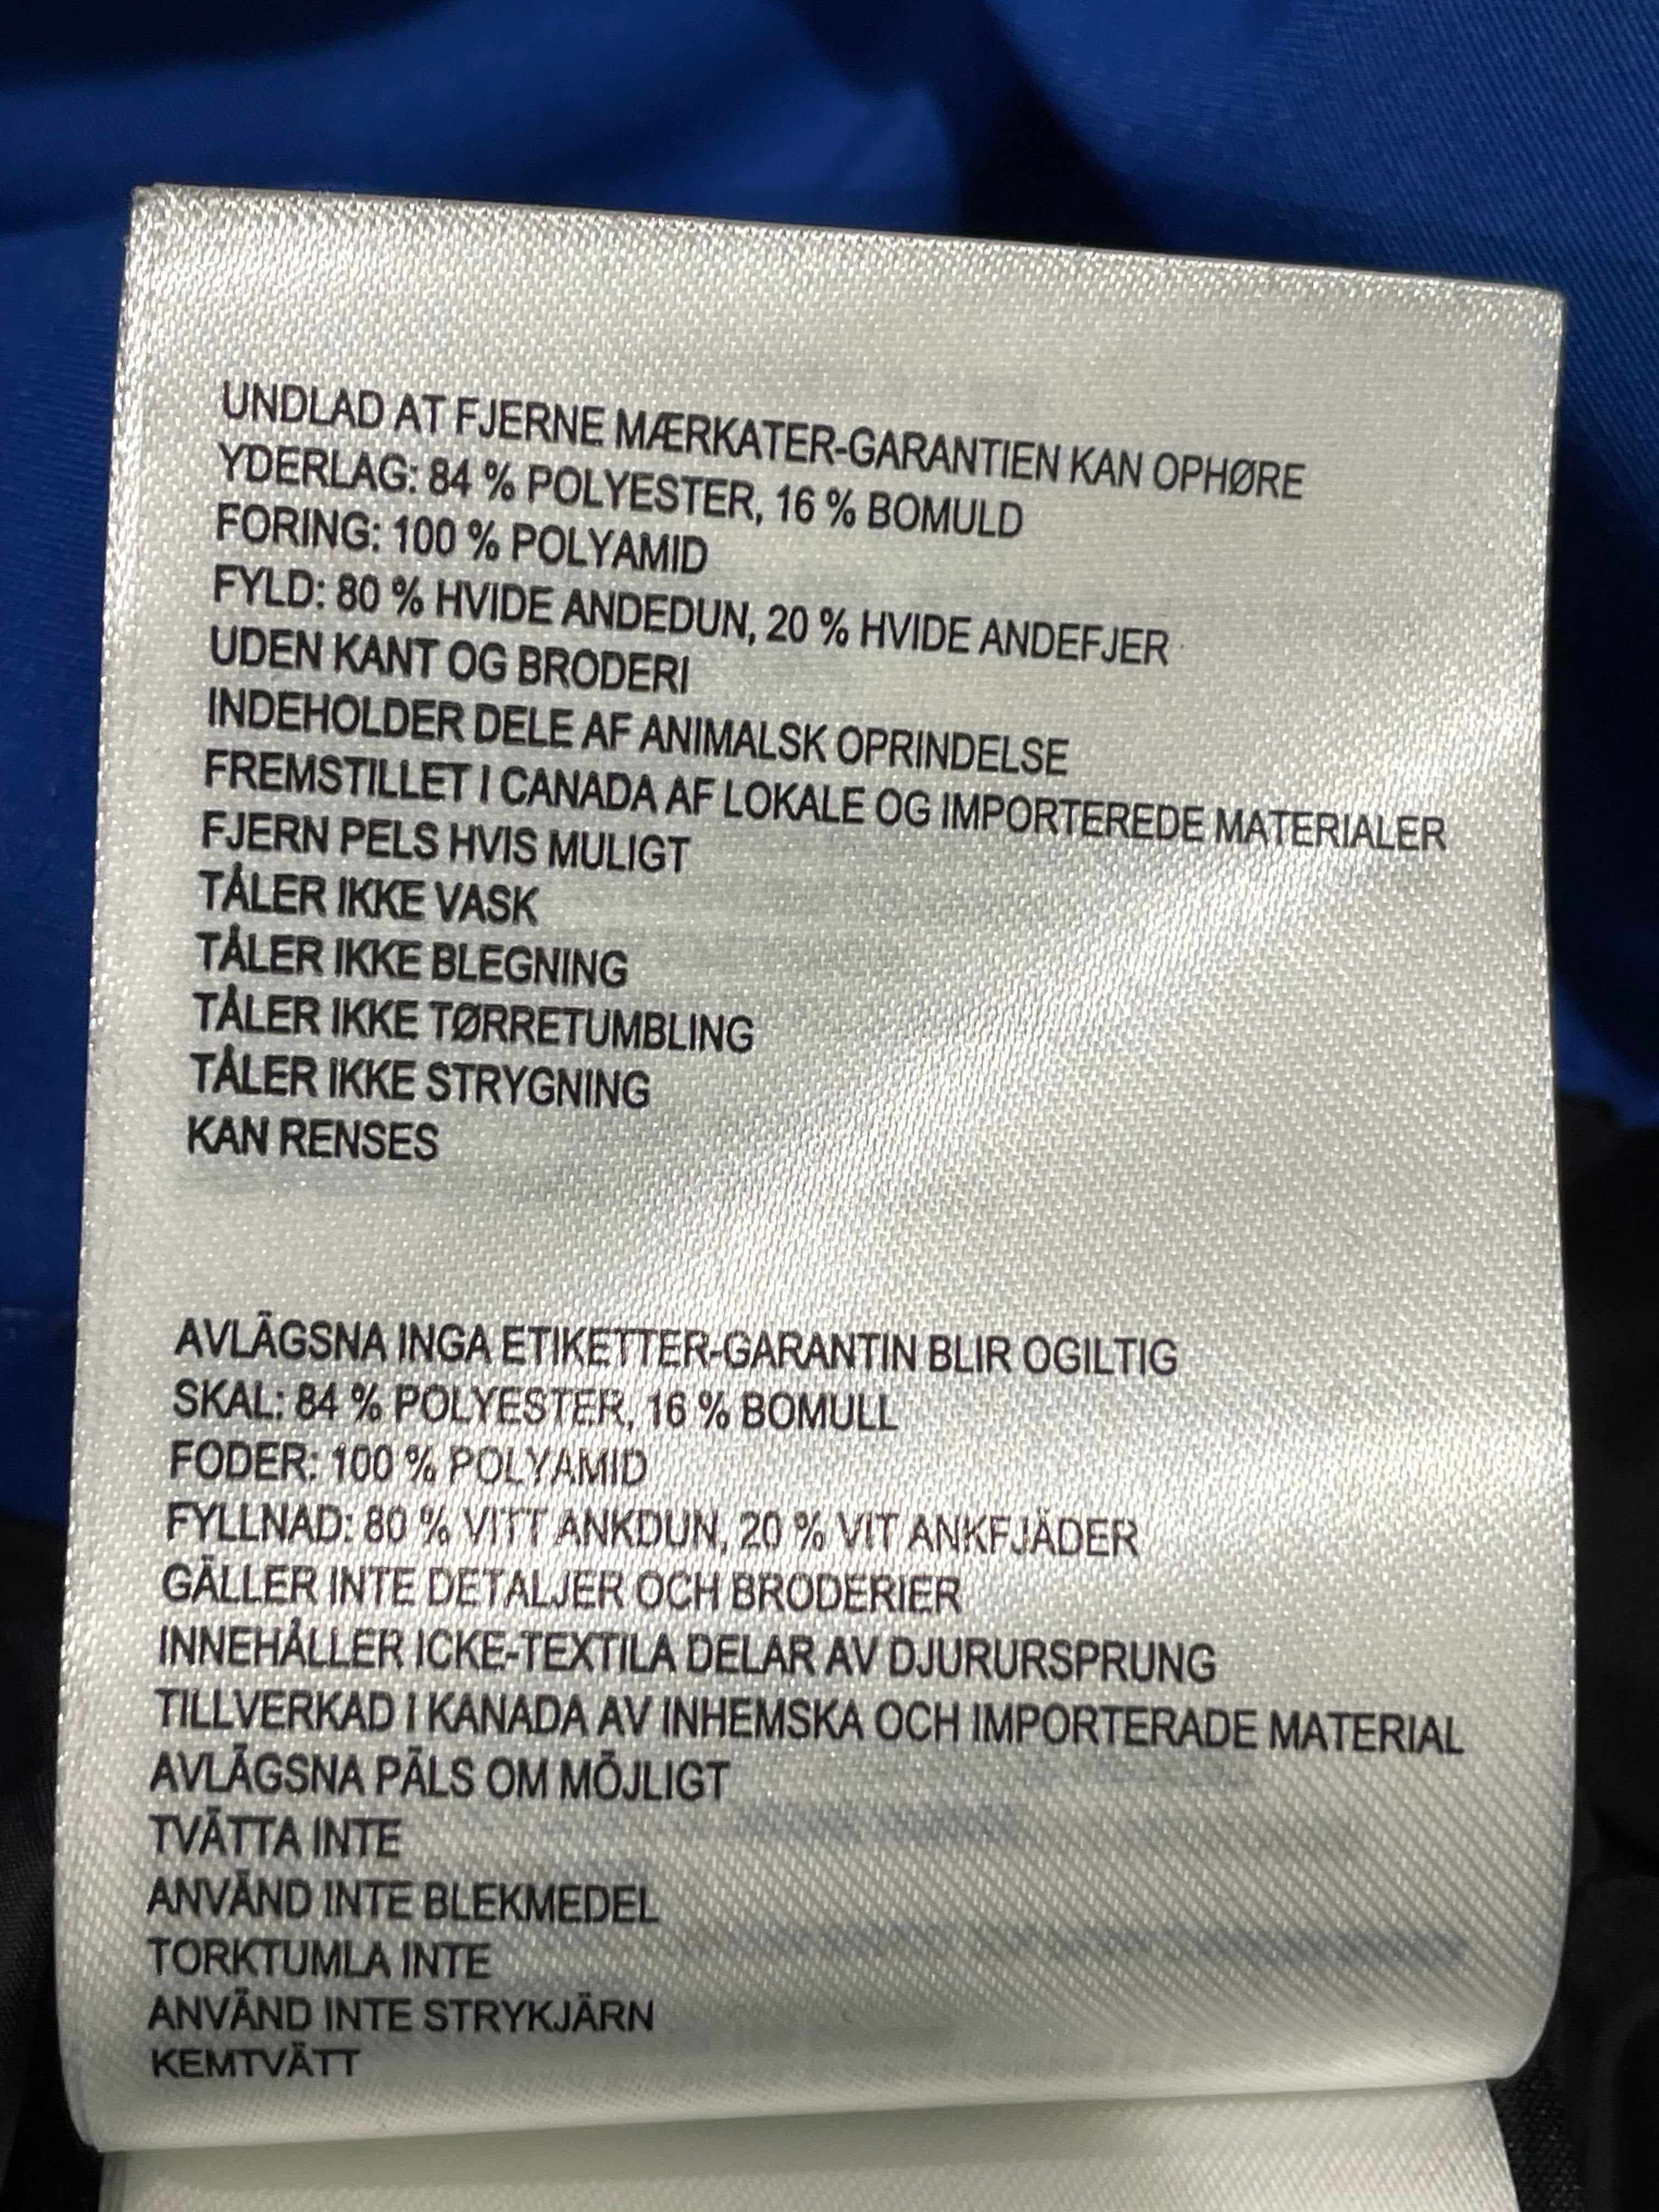 UNDLAD AT FJERNE MÆRKATER-GARANTIEN KAN OPHØRE
YDERLAG: 84 % POLYESTER, 16 % BOMULD
FORING: 100 % POLYAMID
FYLD: 80 % HVIDE ANDEDUN, 20 % HVIDE ANDEFJER
UDEN KANT OG BRODERI
INDEHOLDER DELE AF ANIMALSK OPRINDELSE
FREMSTILLET I CANADA AF LOKALE OG IMPORTEREDE MATERIALER
FJERN PELS HVIS MULIGT
TÅLER IKKE VASK
TÅLER IKKE BLEGNING
TÅLER IKKE TØRRETUMBLING
TÅLER IKKE STRYGNING
KAN RENSES
AVLÄGSNA INGA ETIKETTER-GARANTIN BLIR OGILTIG
SKAL: 84 % POLYESTER, 16 % BOMULL
FODER: 100 % POLYAMID
FYLLNAD: 80 % VITT ANKDUN, 20 % VIT ANKFJÄDER
GÄLLER INTE DETALJER OCH BRODERIER
INNEHÅLLER ICKE-TEXTILA DELAR AV DJURURSPRUNG
TILLVERKAD I KANADA AV INHEMSKA OCH IMPORTERADE MATERIAL
AVLÄGSNA PÄLS OM MÖJLIGT
TVÄTTA INTE
ANVÄND INTE BLEKMEDEL
TORKTUMLA INTE
ANVÄND INTE STRYKJÄRN
KEMTVÄTT